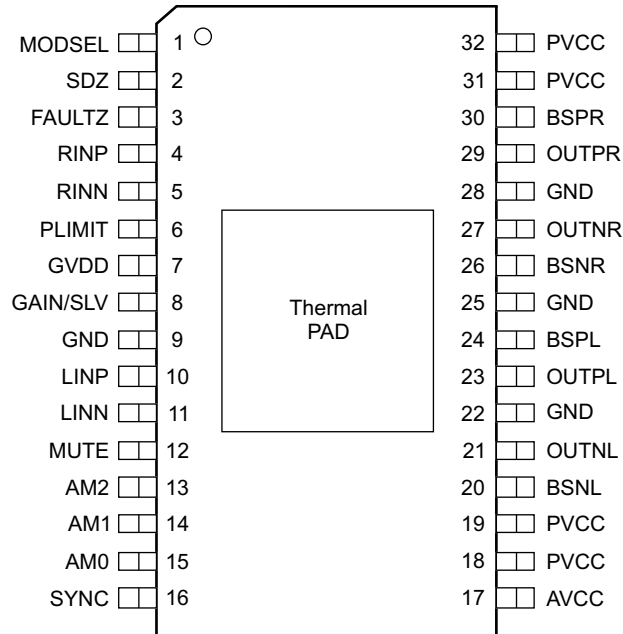 MODSEL 1 32 PVCC
SDZ 2 31 PVCC
FAULTZ 3 30 BSPR
RINP 4 29 OUTPR
RINN 5 28 GND
PLIMIT 6 27 OUTNR
GVDD 7 26 BSNR
GAIN/SLV 8 25 GND
Thermal
PAD
GND 9 24 BSPL
LINP 10 23 OUTPL
LINN 11 22 GND
MUTE 12 21 OUTNL
AM2 13 20 BSNL
AM1 14 19 PVCC
AM0 15 18 PVCC
SYNC 16 17 AVCC